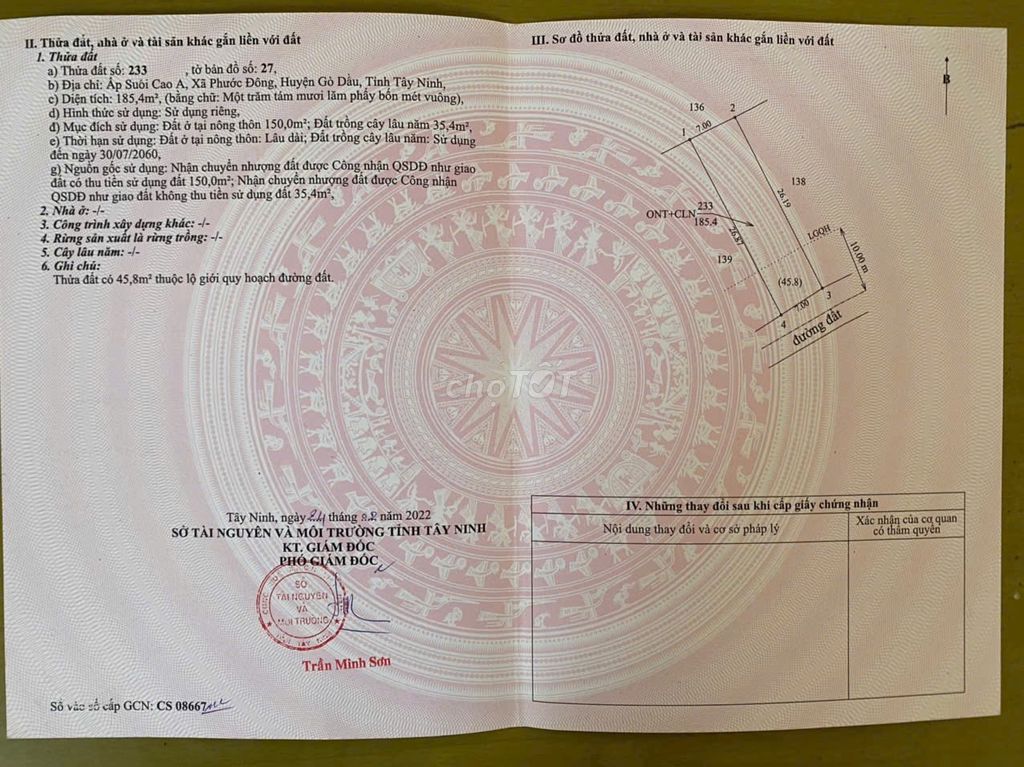 II. Thửa đất, nhà ở và tài sản khác gắn liền với đất
1. Thửa đất
a) Thửa đất số: 233 , tờ bản đồ số: 27,
b) Địa chỉ: Ấp Suối Cao A, Xã Phước Đông, Huyện Gò Dầu, Tỉnh Tây Ninh,
c) Diện tích: 185,4m², (bằng chữ: Một trăm tám mươi lăm phẩy bốn mét vuông),
d) Hình thức sử dụng: Sử dụng riêng,
đ) Mục đích sử dụng: Đất ở tại nông thôn 150,0m²; Đất trồng cây lâu năm 35,4m²,
e) Thời hạn sử dụng: Đất ở tại nông thôn: Lâu dài; Đất trồng cây lâu năm: Sử dụng
đến ngày 30/07/2060,
g) Nguồn gốc sử dụng: Nhận chuyển nhượng đất được Công nhận QSDĐ như giao
đất có thu tiền sử dụng đất 150,0m²; Nhận chuyển nhượng đất được Công nhận
QSDĐ như giao đất không thu tiền sử dụng đất 35,4m²,
2. Nhà ở: -/-
3. Công trình xây dựng khác: -/-
4. Rừng sản xuất là rừng trồng: -/-
5. Cây lâu năm: -/-
6. Ghi chú:
Thửa đất có 45,8m² thuộc lộ giới quy hoạch đường đất.
Tây Ninh, ngày tháng năm 2022
SỞ TÀI NGUYÊN VÀ MÔI TRƯỜNG TỈNH TÂY NINH
KT. GIÁM ĐỐC
PHÓ GIÁM ĐỐC
SỞ
TÀI NGUYÊN
VÀ
MÔI TRƯỜNG
Trần Minh Sơn
Số vào sổ cấp GCN: CS 08667
III. Sơ đồ thửa đất, nhà ở và tài sản khác gắn liền với đất
B
136
2
1
7.00
138
26.19
233
ONT+CLN
185.4
26.87
LGQH
139
10.00 m
(45.8)
3
7.00
4
đường đất
choTỐT
IV. Những thay đổi sau khi cấp giấy chứng nhận
Nội dung thay đổi và cơ sở pháp lý
Xác nhận của cơ quan
có thẩm quyền